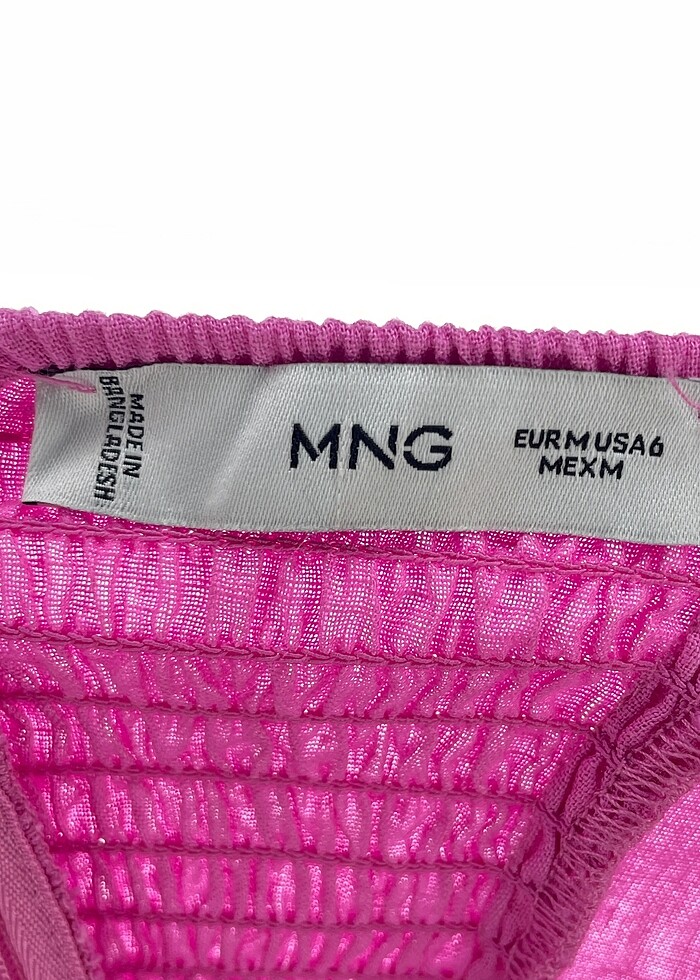 MADE IN
BANGLADESH
MNG
EUR M USA 6
MEX M